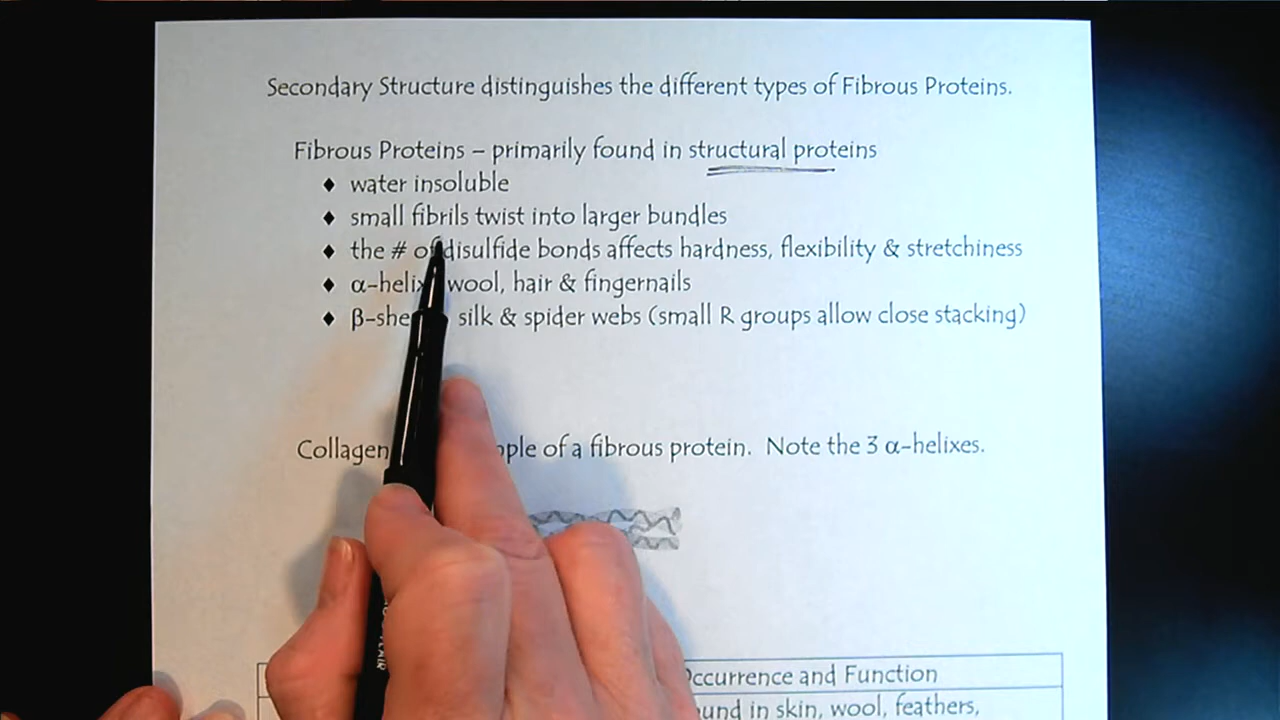 Secondary Structure distinguishes the different types of Fibrous Proteins.
Fibrous Proteins – primarily found in structural proteins
♦ water insoluble
♦ small fibrils twist into larger bundles
♦ the # of disulfide bonds affects hardness, flexibility & stretchiness
♦ α-helix wool, hair & fingernails
♦ silk & spider webs (small R groups allow close stacking)
Collagen of a fibrous protein. Note the 3 α-helixes.
Occurrence and Function
in skin, wool, feathers,